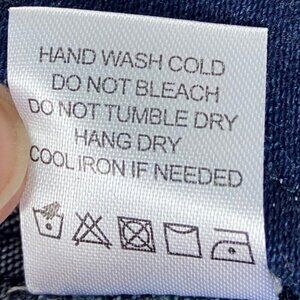 HAND WASH COLD
DO NOT BLEACH
DO NOT TUMBLE DRY
HANG DRY
COOL IRON IF NEEDED